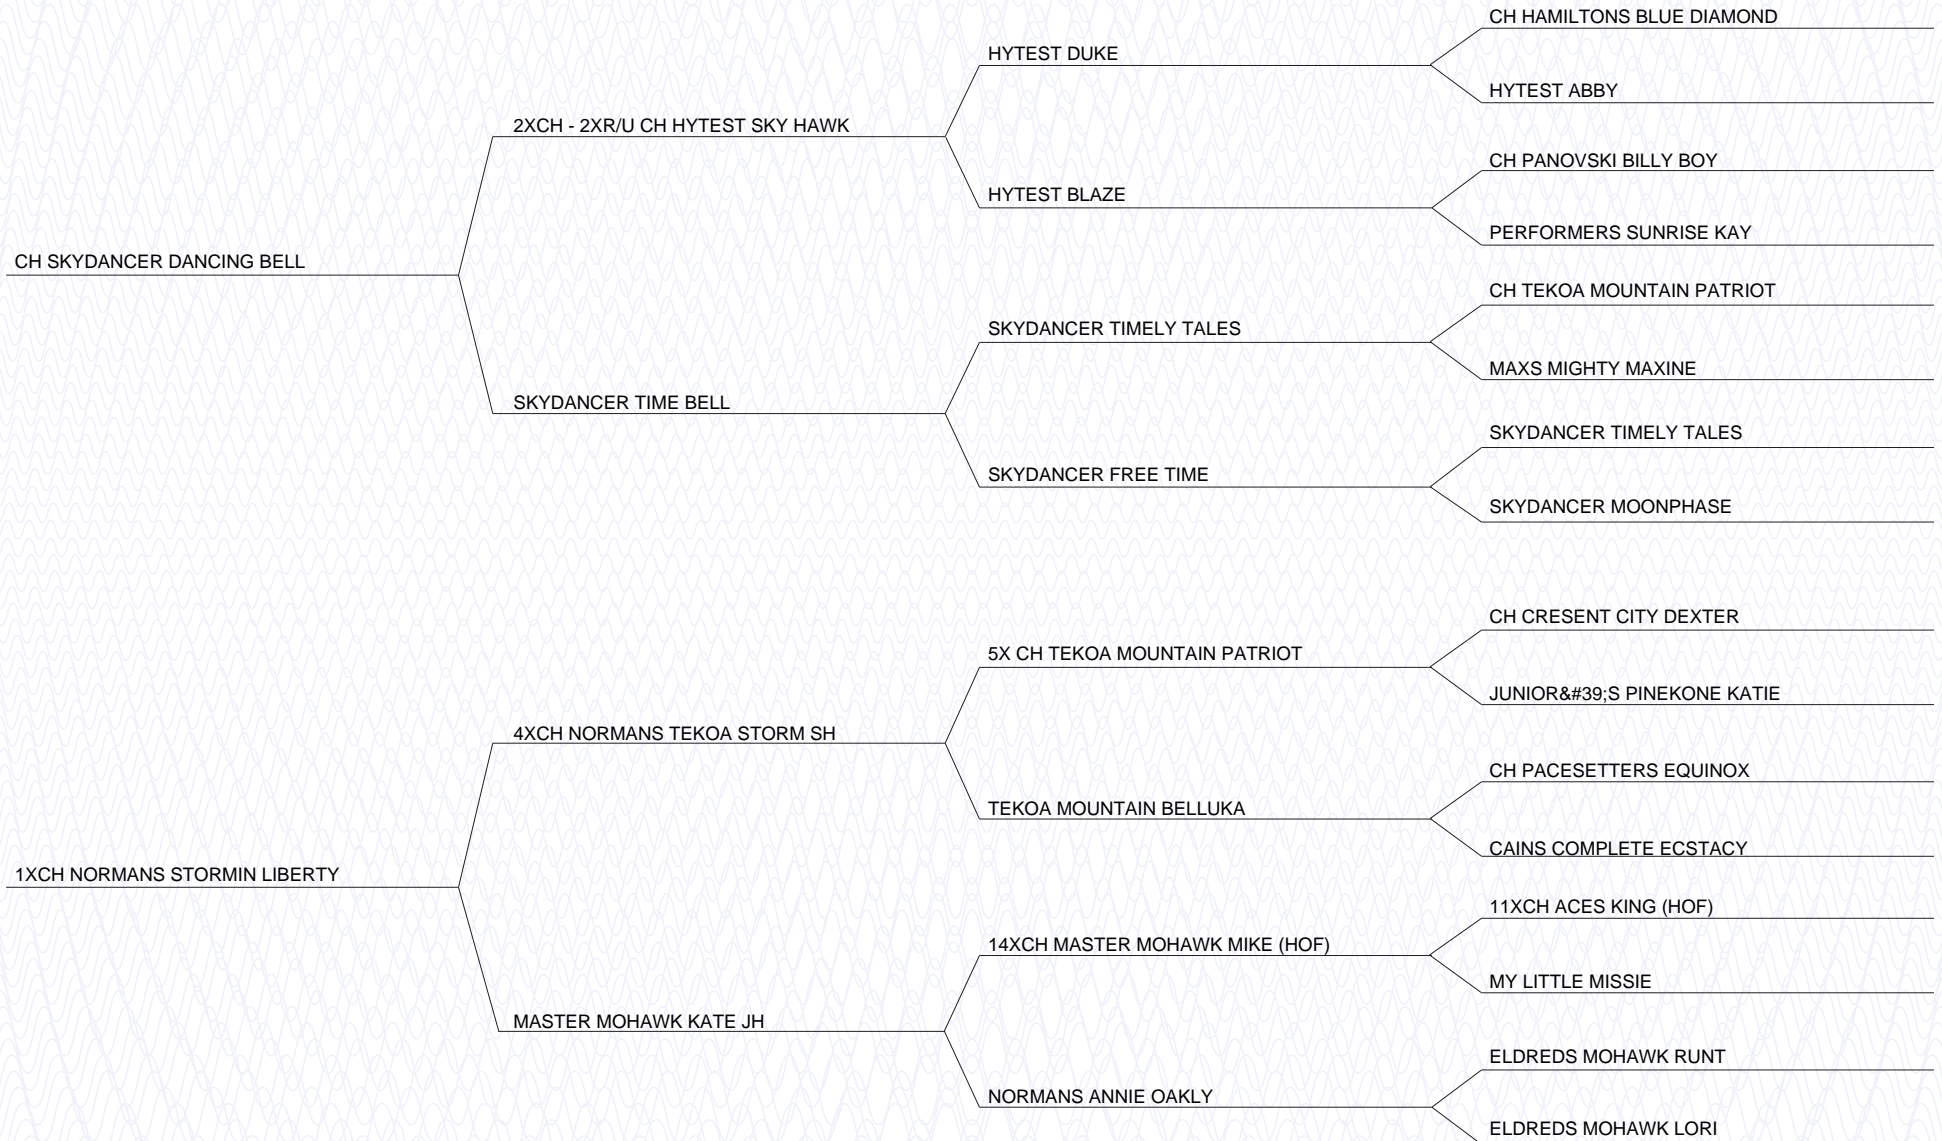 CH HAMILTONS BLUE DIAMOND
HYTEST DUKE
HYTEST ABBY
2XCH - 2XR/U CH HYTEST SKY HAWK
CH PANOVSKI BILLY BOY
HYTEST BLAZE
PERFORMERS SUNRISE KAY
CH SKYDANCER DANCING BELL
CH TEKOA MOUNTAIN PATRIOT
SKYDANCER TIMELY TALES
MAXS MIGHTY MAXINE
SKYDANCER TIME BELL
SKYDANCER TIMELY TALES
SKYDANCER FREE TIME
SKYDANCER MOONPHASE
CH CRESENT CITY DEXTER
5X CH TEKOA MOUNTAIN PATRIOT
JUNIOR&#39;S PINEKONE KATIE
4XCH NORMANS TEKOA STORM SH
CH PACESETTERS EQUINOX
TEKOA MOUNTAIN BELLUKA
CAINS COMPLETE ECSTACY
1XCH NORMANS STORMIN LIBERTY
11XCH ACES KING (HOF)
14XCH MASTER MOHAWK MIKE (HOF)
MY LITTLE MISSIE
MASTER MOHAWK KATE JH
ELDREDS MOHAWK RUNT
NORMANS ANNIE OAKLY
ELDREDS MOHAWK LORI